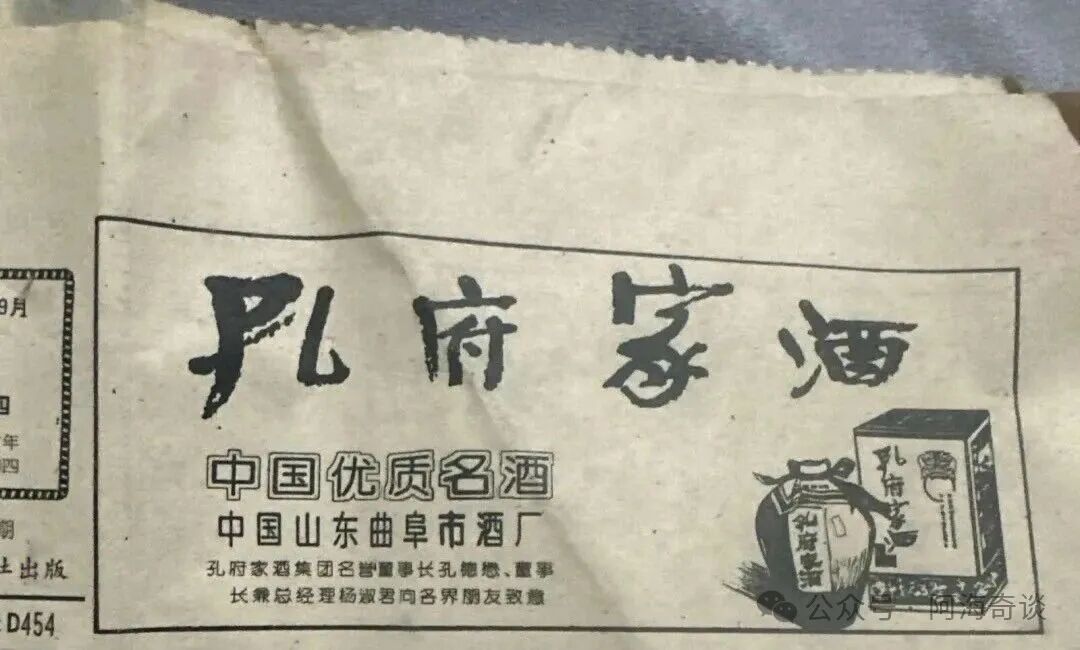 9月
四
年
四
期
社出版
D454
孔府家酒
中国优质名酒
中国山东曲阜市酒厂
孔府家酒集团名誉董事长孔德懋、董事
长兼总经理杨淑君向各界朋友致意
孔府家酒
孔府家酒
公众号·阿海奇谈